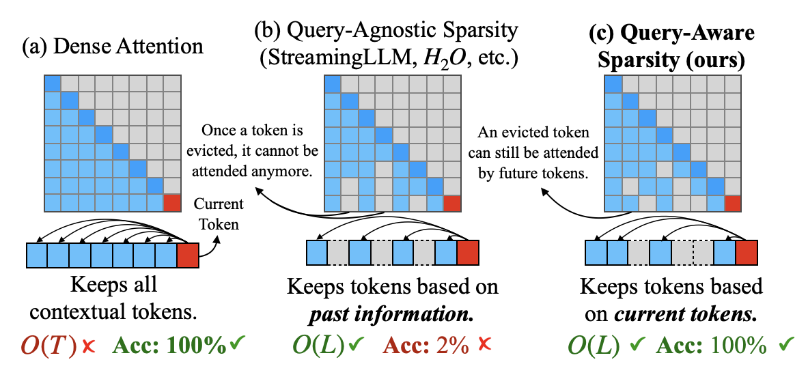 (a) Dense Attention
Current
Token
Keeps all
contextual tokens.
O(T) ✗ Acc: 100% ✓
(b) Query-Agnostic Sparsity
(StreamingLLM, H₂O, etc.)
Once a token is
evicted, it cannot be
attended anymore.
Keeps tokens based on
past information.
O(L) ✓ Acc: 2% ✗
(c) Query-Aware
Sparsity (ours)
An evicted token
can still be attended
by future tokens.
Keeps tokens based
on current tokens.
O(L) ✓ Acc: 100% ✓